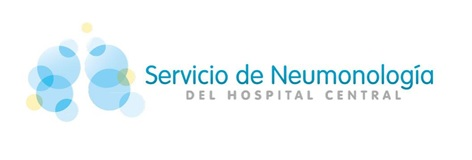 Servicio de Neumonología
DEL HOSPITAL CENTRAL